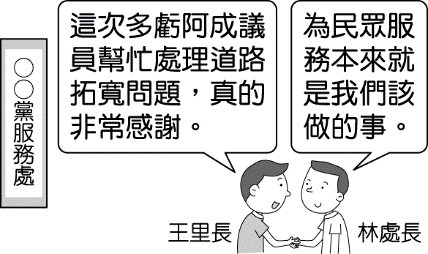 ○○黨服務處
這次多虧阿成議
員幫忙處理道路
拓寬問題，真的
非常感謝。
為民眾服
務本來就
是我們該
做的事。
王里長
林處長